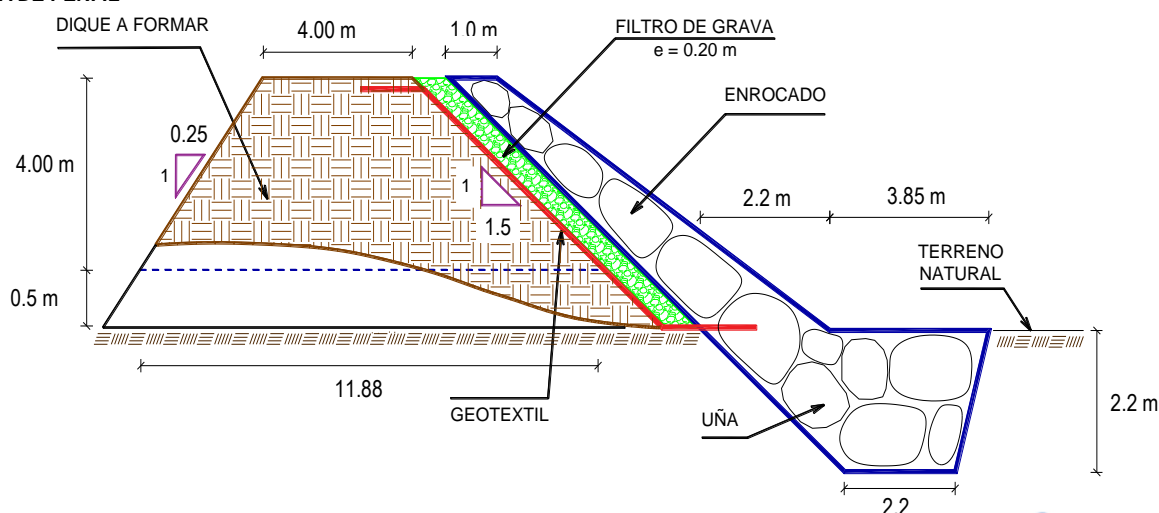 DIQUE A FORMAR
4.00 m
1.0 m
FILTRO DE GRAVA
e = 0.20 m
ENROCADO
0.25
1
4.00 m
1
1.5
2.2 m
3.85 m
TERRENO
NATURAL
0.5 m
11.88
GEOTEXTIL
UÑA
2.2 m
2.2